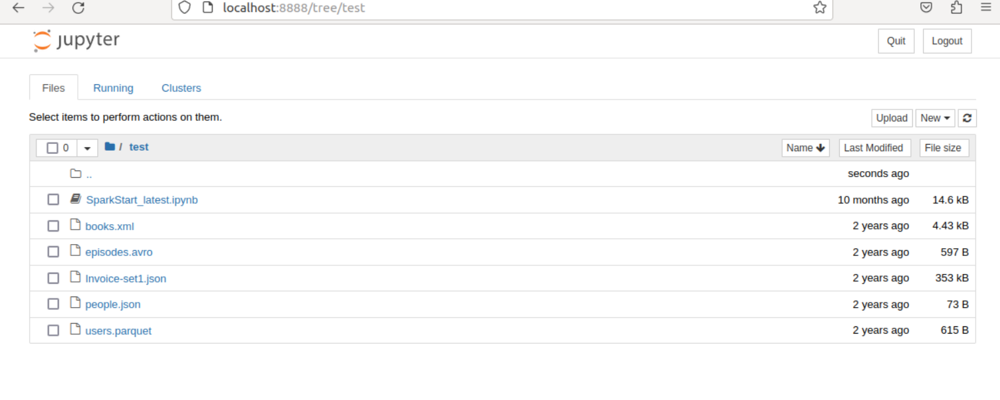 localhost:8888/tree/test
jupyter
Quit Logout
Files Running Clusters
Select items to perform actions on them.
Upload New
0 / test Name Last Modified File size
.. seconds ago
SparkStart_latest.ipynb 10 months ago 14.6 kB
books.xml 2 years ago 4.43 kB
episodes.avro 2 years ago 597 B
Invoice-set1.json 2 years ago 353 kB
people.json 2 years ago 73 B
users.parquet 2 years ago 615 B